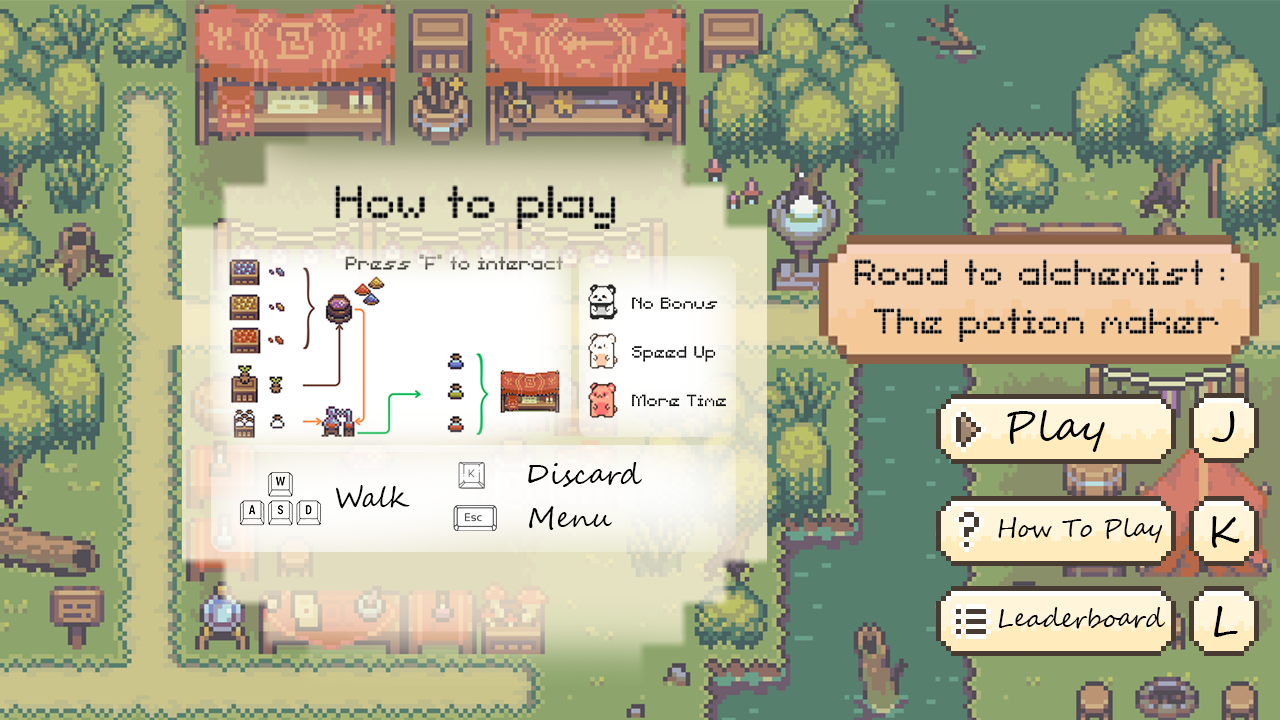 How to play
Press "F" to interact
No Bonus
Speed Up
More Time
W
A S D
Walk
K
Discard
Esc
Menu
Road to alchemist :
The potion maker
Play
J
How To Play
K
Leaderboard
L